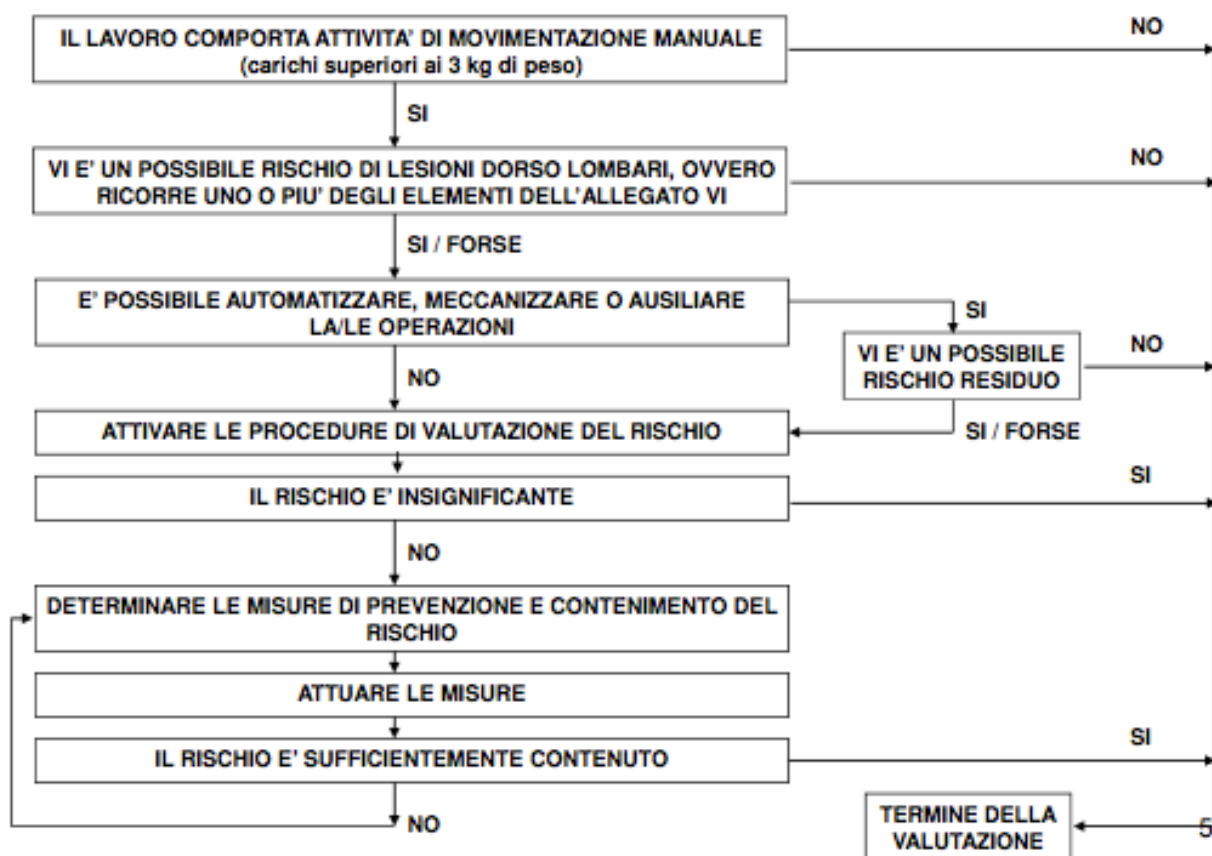 IL LAVORO COMPORTA ATTIVITA' DI MOVIMENTAZIONE MANUALE
(carichi superiori ai 3 kg di peso)
NO
SI
VI E' UN POSSIBILE RISCHIO DI LESIONI DORSO LOMBARI, OVVERO
RICORRE UNO O PIU' DEGLI ELEMENTI DELL'ALLEGATO VI
NO
SI / FORSE
E' POSSIBILE AUTOMATIZZARE, MECCANIZZARE O AUSILIARE
LA/LE OPERAZIONI
SI
VI E' UN POSSIBILE
RISCHIO RESIDUO
NO
NO
SI / FORSE
ATTIVARE LE PROCEDURE DI VALUTAZIONE DEL RISCHIO
IL RISCHIO E' INSIGNIFICANTE
SI
NO
DETERMINARE LE MISURE DI PREVENZIONE E CONTENIMENTO DEL
RISCHIO
ATTUARE LE MISURE
IL RISCHIO E' SUFFICIENTEMENTE CONTENUTO
SI
NO
TERMINE DELLA
VALUTAZIONE
5